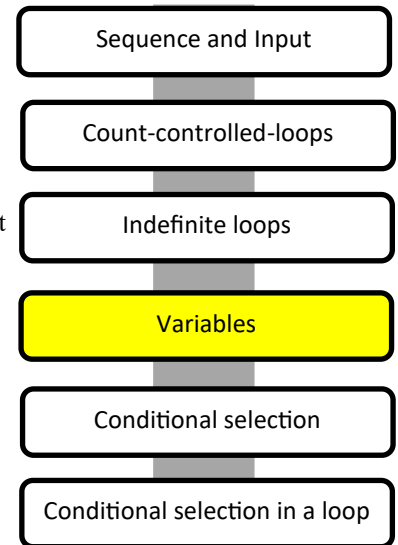 Sequence and Input
Count-controlled-loops
t
Indefinite loops
Variables
Conditional selection
Conditional selection in a loop